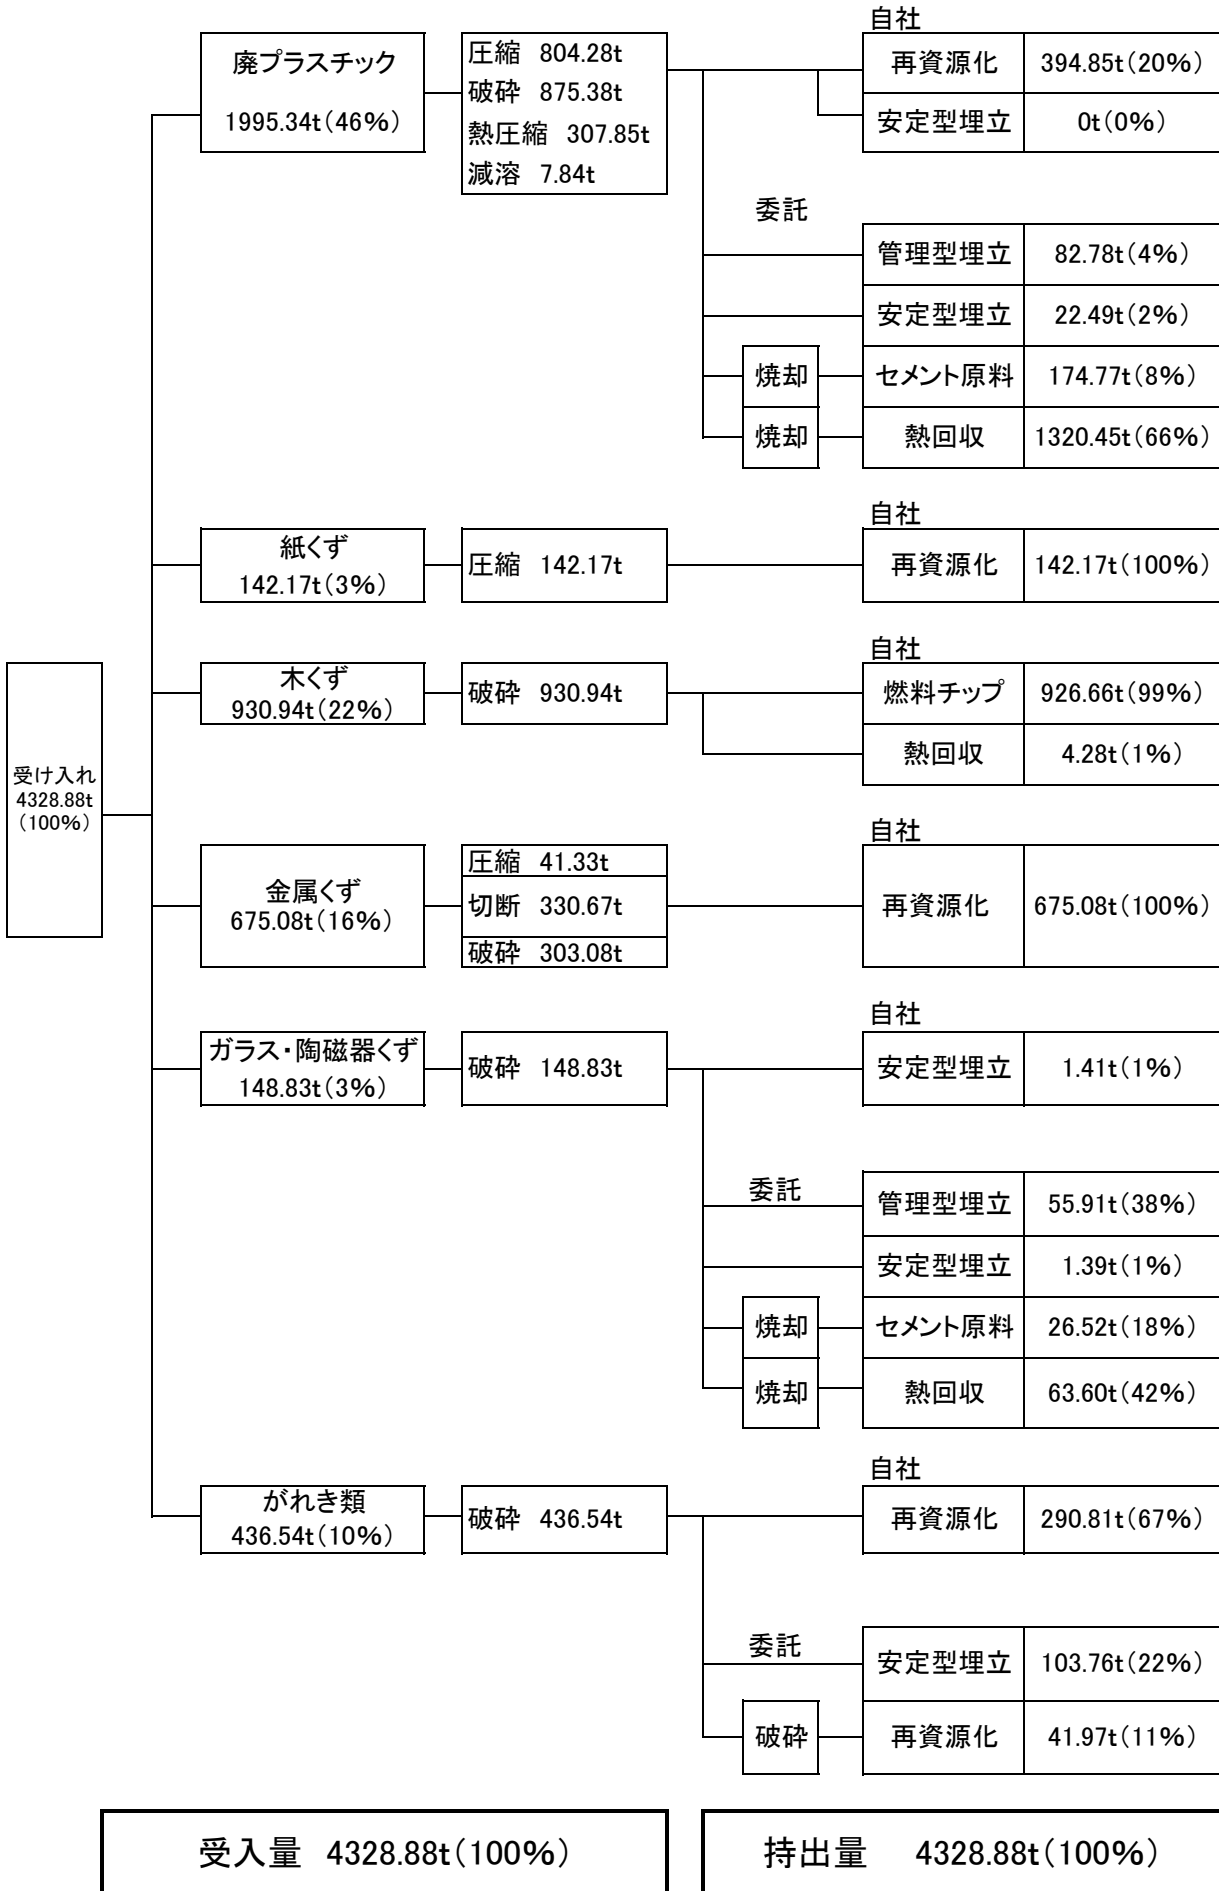 自社
廃プラスチック
1995.34t(46%)
圧縮 804.28t
破砕 875.38t
熱圧縮 307.85t
減溶 7.84t
再資源化 394.85t(20%)
安定型埋立 0t(0%)
委託
管理型埋立 82.78t(4%)
安定型埋立 22.49t(2%)
焼却 セメント原料 174.77t(8%)
焼却 熱回収 1320.45t(66%)
自社
紙くず
142.17t(3%)
圧縮 142.17t
再資源化 142.17t(100%)
自社
木くず
930.94t(22%)
破砕 930.94t
燃料チップ 926.66t(99%)
熱回収 4.28t(1%)
受け入れ
4328.88t
(100%)
自社
金属くず
675.08t(16%)
圧縮 41.33t
切断 330.67t
破砕 303.08t
再資源化 675.08t(100%)
自社
ガラス・陶磁器くず
148.83t(3%)
破砕 148.83t
安定型埋立 1.41t(1%)
委託
管理型埋立 55.91t(38%)
安定型埋立 1.39t(1%)
焼却 セメント原料 26.52t(18%)
焼却 熱回収 63.60t(42%)
自社
がれき類
436.54t(10%)
破砕 436.54t
再資源化 290.81t(67%)
委託
安定型埋立 103.76t(22%)
破砕 再資源化 41.97t(11%)
受入量 4328.88t(100%)
持出量 4328.88t(100%)